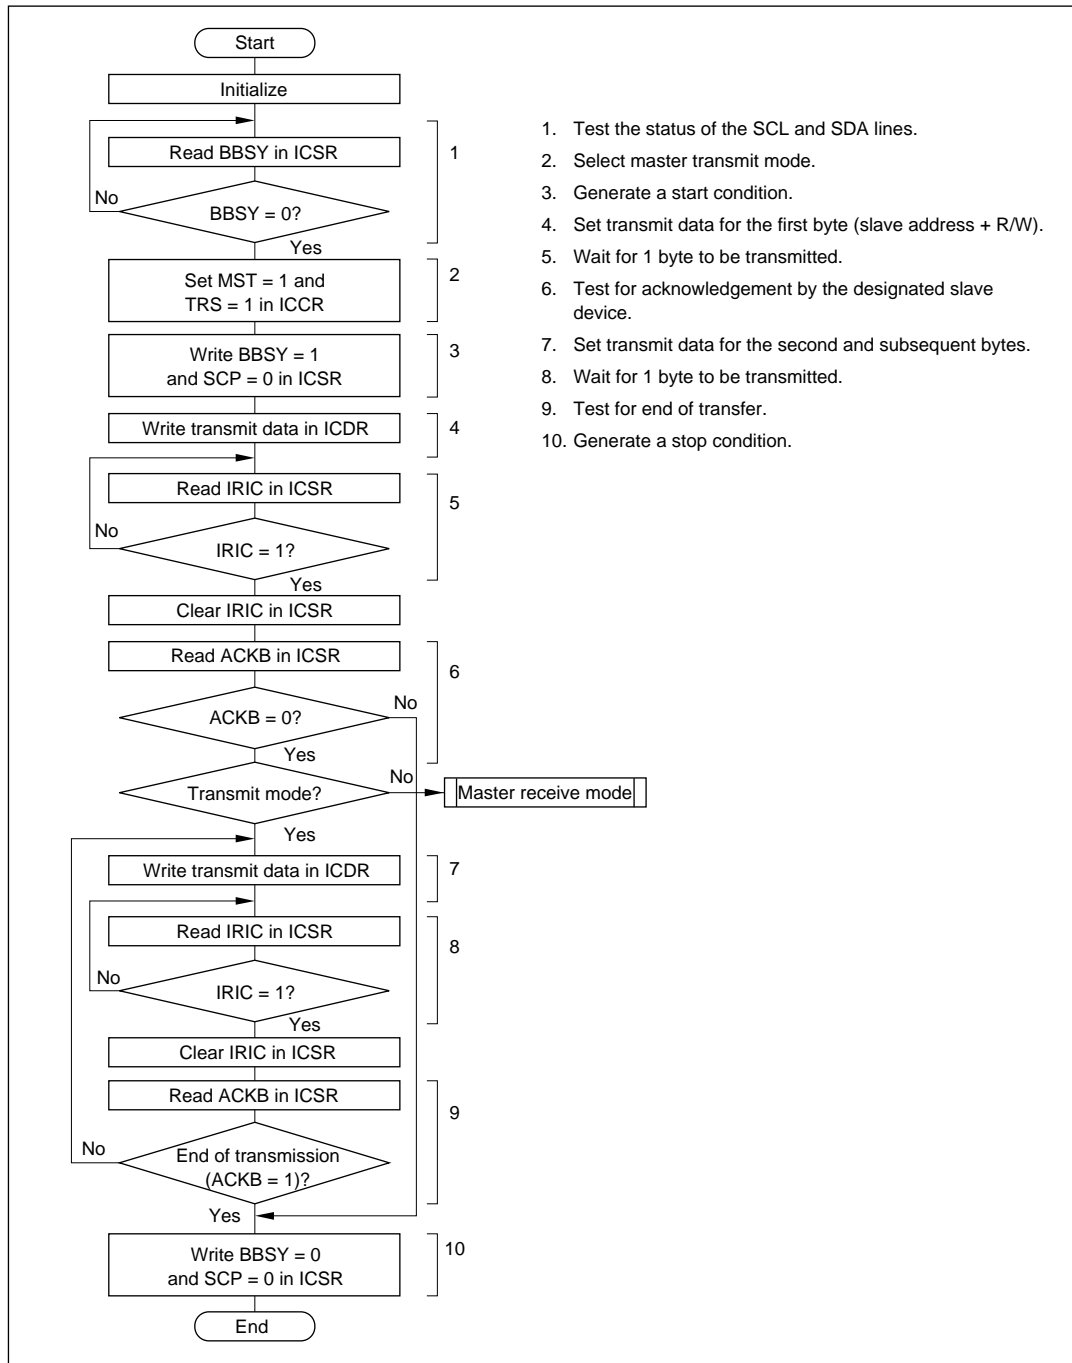 Start
Initialize
Read BBSY in ICSR
1
No
BBSY = 0?
Yes
Set MST = 1 and
TRS = 1 in ICCR
2
Write BBSY = 1
and SCP = 0 in ICSR
3
Write transmit data in ICDR
4
Read IRIC in ICSR
5
No
IRIC = 1?
Yes
Clear IRIC in ICSR
Read ACKB in ICSR
6
No
ACKB = 0?
Yes
No
Transmit mode?
Master receive mode
Yes
Write transmit data in ICDR
7
Read IRIC in ICSR
8
No
IRIC = 1?
Yes
Clear IRIC in ICSR
Read ACKB in ICSR
9
No
End of transmission
(ACKB = 1)?
Yes
Write BBSY = 0
and SCP = 0 in ICSR
10
End
1. Test the status of the SCL and SDA lines.
2. Select master transmit mode.
3. Generate a start condition.
4. Set transmit data for the first byte (slave address + R/W).
5. Wait for 1 byte to be transmitted.
6. Test for acknowledgement by the designated slave
device.
7. Set transmit data for the second and subsequent bytes.
8. Wait for 1 byte to be transmitted.
9. Test for end of transfer.
10. Generate a stop condition.